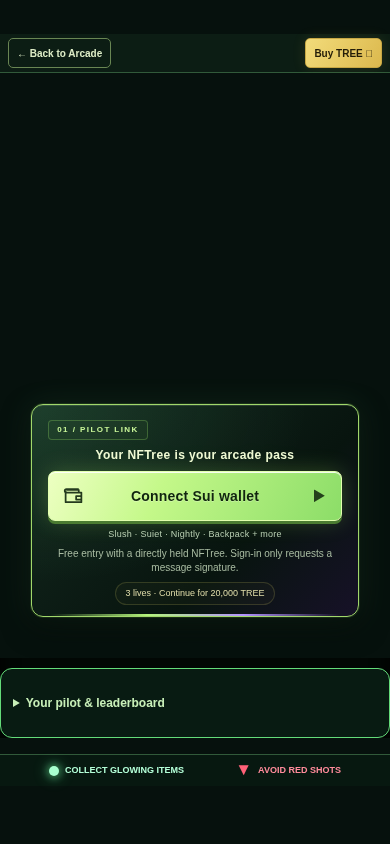 ← Back to Arcade
Buy TREE
01 / PILOT LINK
Your NFTree is your arcade pass
Connect Sui wallet
Slush · Suiet · Nightly · Backpack + more
Free entry with a directly held NFTree. Sign-in only requests a
message signature.
3 lives · Continue for 20,000 TREE
Your pilot & leaderboard
COLLECT GLOWING ITEMS
AVOID RED SHOTS